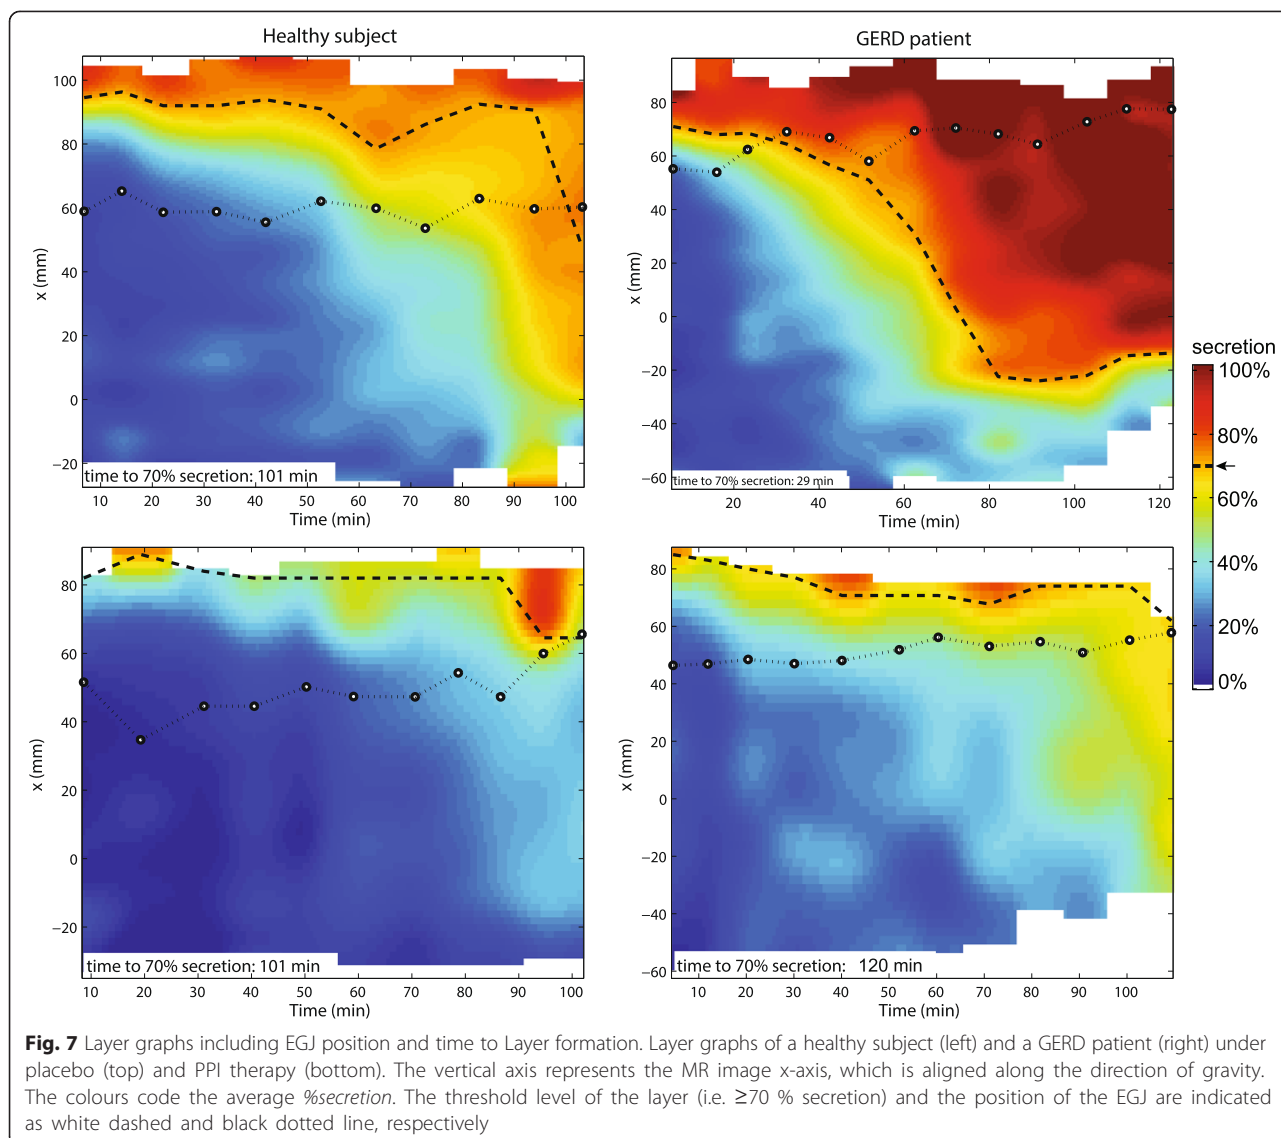 Healthy subject
GERD patient
100
80
60
40
20
0
−20
x (mm)
time to 70% secretion: 101 min
10 20 30 40 50 60 70 80 90 100
Time (min)
80
60
40
20
0
−20
−40
−60
x (mm)
time to 70% secretion: 29 min
20 40 60 80 100 120
Time (min)
secretion
100%
80%
60%
40%
20%
0%
80
60
40
20
0
−20
x (mm)
time to 70% secretion: 101 min
10 20 30 40 50 60 70 80 90 100
Time (min)
80
60
40
20
0
−20
−40
−60
x (mm)
time to 70% secretion: 120 min
10 20 30 40 50 60 70 80 90 100
Time (min)
Fig. 7 Layer graphs including EGJ position and time to Layer formation. Layer graphs of a healthy subject (left) and a GERD patient (right) under
placebo (top) and PPI therapy (bottom). The vertical axis represents the MR image x-axis, which is aligned along the direction of gravity.
The colours code the average %secretion. The threshold level of the layer (i.e. ≥70 % secretion) and the position of the EGJ are indicated
as white dashed and black dotted line, respectively